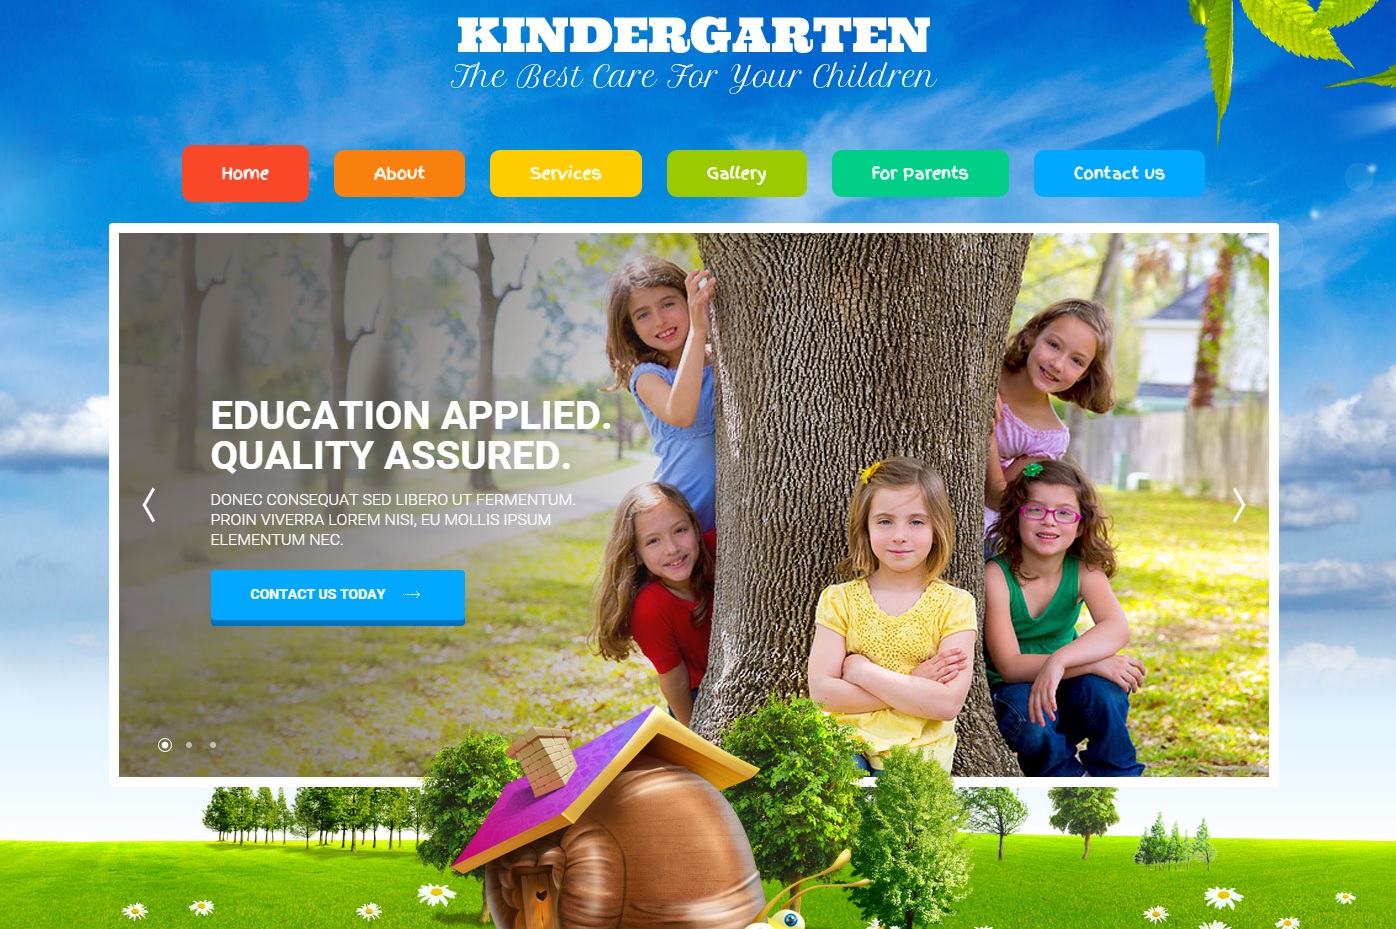 KINDERGARTEN
The Best Care For Your Children
Home
About
Services
Gallery
For Parents
Contact us
EDUCATION APPLIED.
QUALITY ASSURED.
DONEC CONSEQUAT SED LIBERO UT FERMENTUM.
PROIN VIVERRA LOREM NISI, EU MOLLIS IPSUM
ELEMENTUM NEC.
CONTACT US TODAY